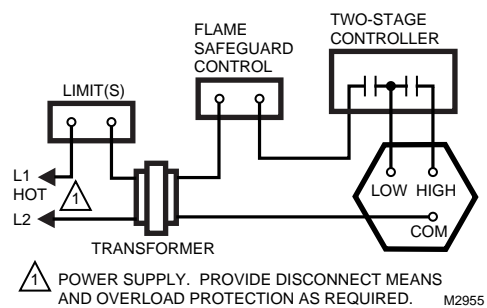 FLAME
SAFEGUARD
CONTROL
TWO-STAGE
CONTROLLER
LIMIT(S)
L1
HOT
1
L2
LOW HIGH
COM
TRANSFORMER
1 POWER SUPPLY. PROVIDE DISCONNECT MEANS
AND OVERLOAD PROTECTION AS REQUIRED.
M2955